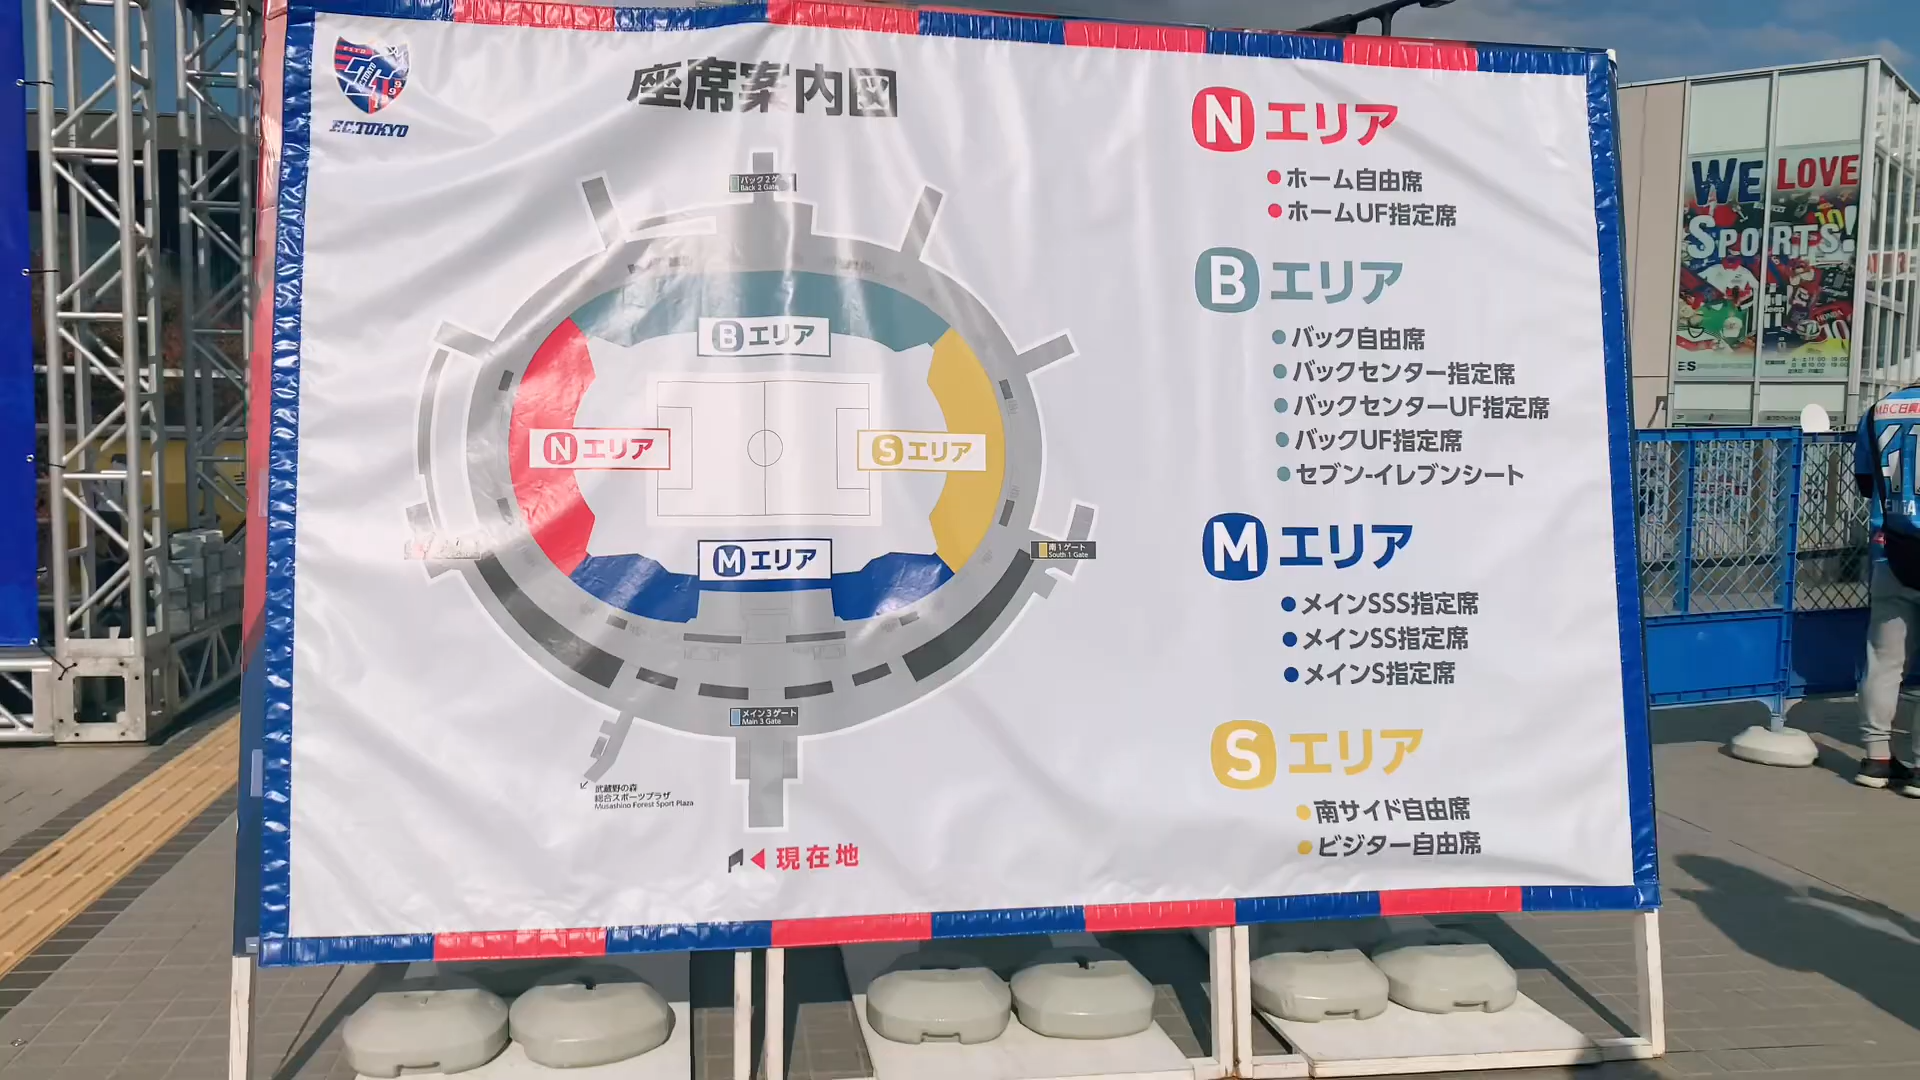 F.C.TOKYO
座席案内図
バック2ゲート
Back 2 Gate
Bエリア
Nエリア
Sエリア
Mエリア
南1ゲート
South 1 Gate
メイン3ゲート
Main 3 Gate
武蔵野の森
総合スポーツプラザ
Musashino Forest Sport Plaza
現在地
Nエリア
●ホーム自由席
●ホームUF指定席
Bエリア
●バック自由席
●バックセンター指定席
●バックセンターUF指定席
●バックUF指定席
●セブン-イレブンシート
Mエリア
●メインSSS指定席
●メインSS指定席
●メインS指定席
Sエリア
●南サイド自由席
●ビジター自由席
WE LOVE
SPORTS!